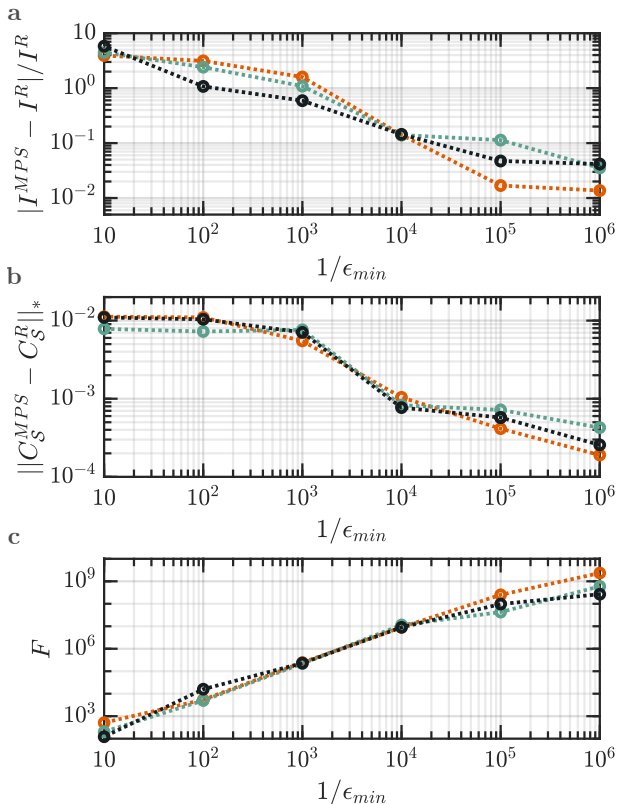 a
|I^{MPS} − I^R|/I^R
10
10^0
10^{-1}
10^{-2}
10 10^2 10^3 10^4 10^5 10^6
1/ϵ_{min}
b
||C_S^{MPS} − C_S^R||_*
10^{-2}
10^{-3}
10^{-4}
10 10^2 10^3 10^4 10^5 10^6
1/ϵ_{min}
c
F
10^9
10^6
10^3
10 10^2 10^3 10^4 10^5 10^6
1/ϵ_{min}